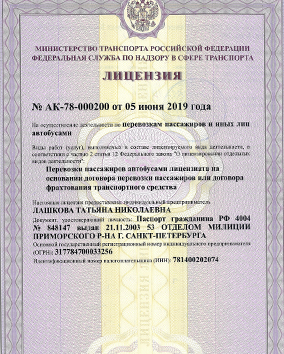 МИНИСТЕРСТВО ТРАНСПОРТА РОССИЙСКОЙ ФЕДЕРАЦИИ
ФЕДЕРАЛЬНАЯ СЛУЖБА ПО НАДЗОРУ В СФЕРЕ ТРАНСПОРТА
ЛИЦЕНЗИЯ
№ АК-78-000200 от 05 июня 2019 года
На осуществление деятельности по перевозкам пассажиров и иных лиц
автобусами
Виды работ (услуг), выполняемых в составе лицензируемого вида деятельности, в
соответствии с частью 2 статьи 12 Федерального закона "О лицензировании отдельных
видов деятельности":
Перевозки пассажиров автобусами лицензиата на
основании договора перевозки пассажиров или договора
фрахтования транспортного средства
Настоящая лицензия предоставлена индивидуальный предприниматель
ЛАШКОВА ТАТЬЯНА НИКОЛАЕВНА
Документ, удостоверяющий личность: Паспорт гражданина РФ 4004
№ 848147 выдан 21.11.2003 53 ОТДЕЛОМ МИЛИЦИИ
ПРИМОРСКОГО Р-НА Г. САНКТ-ПЕТЕРБУРГА
Основной государственный регистрационный номер индивидуального предпринимателя
(ОГРН): 317784700033256
Идентификационный номер налогоплательщика (ИНН): 781400202074